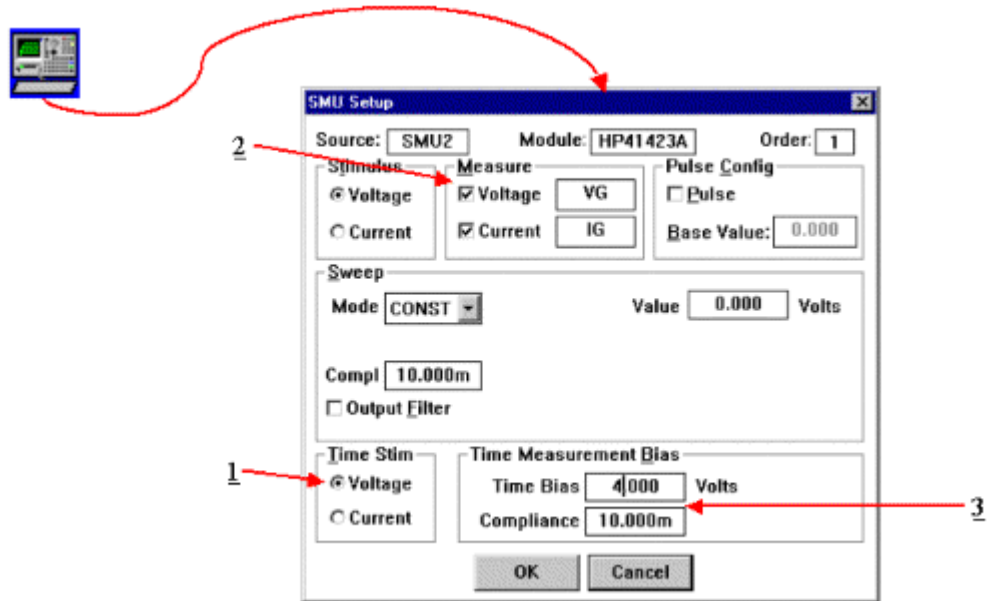 SMU Setup
Source: SMU2 Module: HP41423A Order: 1
2
Stimulus Measure Pulse Config
Voltage Voltage VG Pulse
Current Current IG Base Value: 0.000
Sweep
Mode CONST Value 0.000 Volts
Compl 10.000m
Output Filter
Time Stim Time Measurement Bias
1
Voltage Time Bias 4.000 Volts
3
Current Compliance 10.000m
OK Cancel